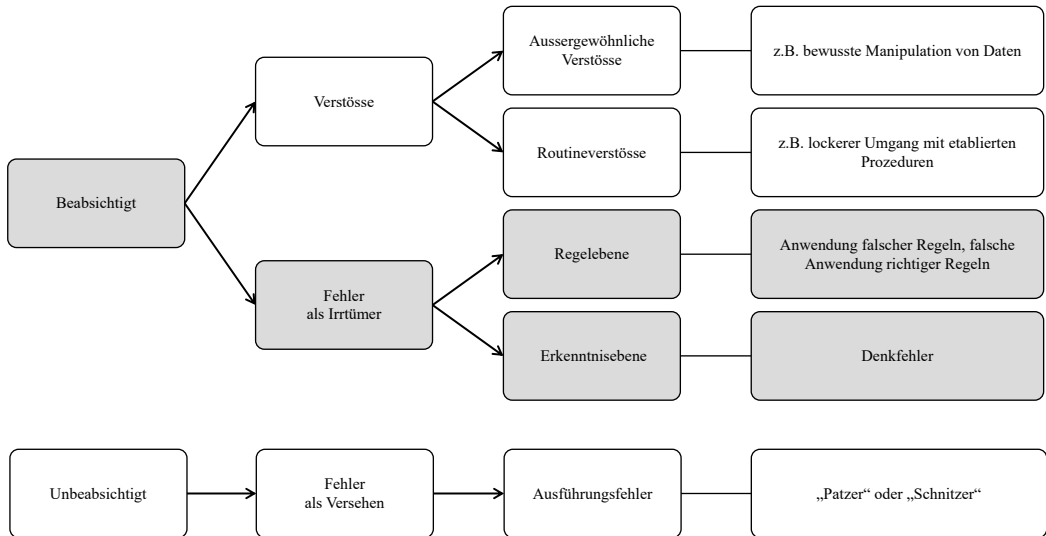 Aussergewöhnliche
Verstösse
z.B. bewusste Manipulation von Daten
Verstösse
Routineverstösse
z.B. lockerer Umgang mit etablierten
Prozeduren
Beabsichtigt
Regelebene
Anwendung falscher Regeln, falsche
Anwendung richtiger Regeln
Fehler
als Irrtümer
Erkenntnisebene
Denkfehler
Unbeabsichtigt
Fehler
als Versehen
Ausführungsfehler
„Patzer“ oder „Schnitzer“